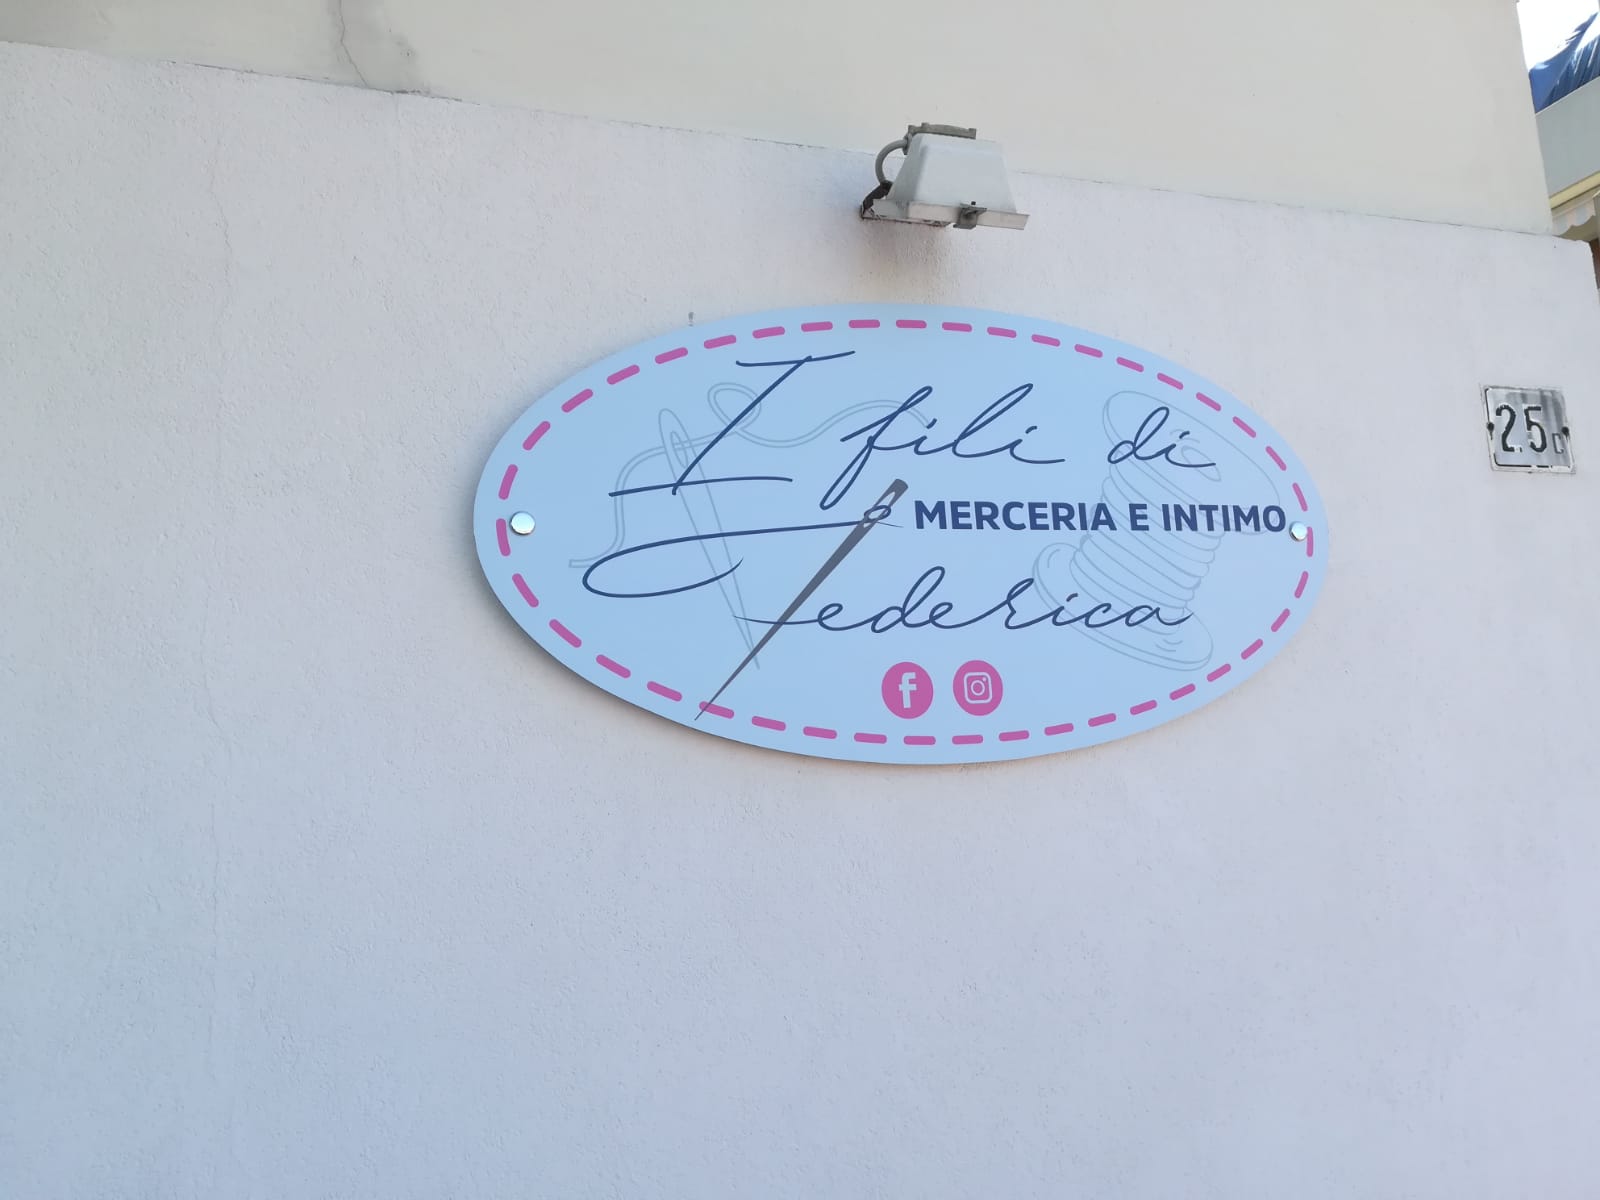 I fili di
MERCERIA E INTIMO
Federica
25